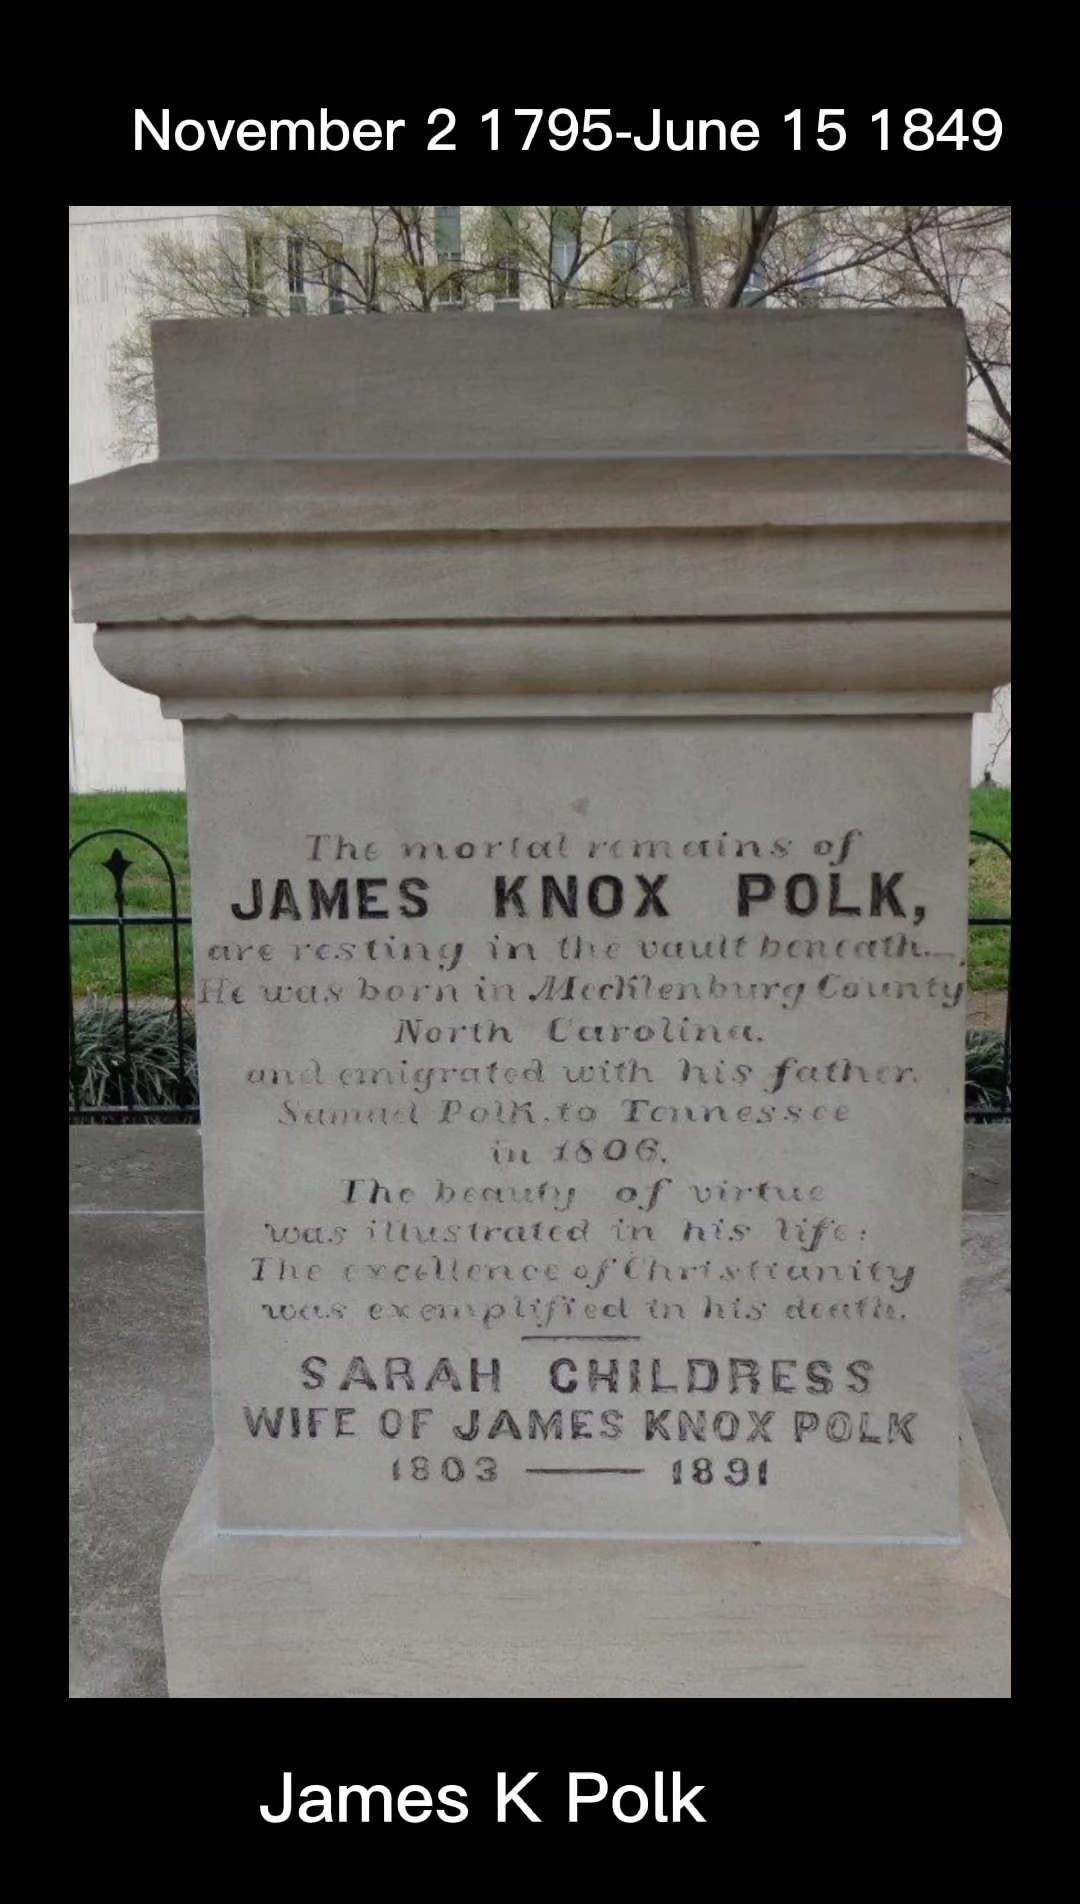 November 2 1795-June 15 1849
The mortal remains of
JAMES KNOX POLK,
are resting in the vault beneath.
He was born in Mecklenburg County
North Carolina.
and emigrated with his father.
Samuel Polk, to Tennessee
in 1806.
The beauty of virtue
was illustrated in his life:
The excellence of Christianity
was exemplified in his death.
SARAH CHILDRESS
WIFE OF JAMES KNOX POLK
1803 — 1891
James K Polk